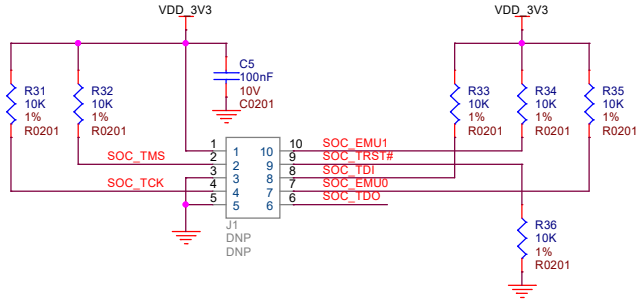 VDD_3V3
VDD_3V3
R31
10K
1%
R0201
R32
10K
1%
R0201
C5
100nF
10V
C0201
R33
10K
1%
R0201
R34
10K
1%
R0201
R35
10K
1%
R0201
1 1 10 10 SOC_EMU1
SOC_TMS 2 2 9 9 SOC_TRST#
3 3 8 8 SOC_TDI
SOC_TCK 4 4 7 7 SOC_EMU0
5 5 6 6 SOC_TDO
J1
DNP
DNP
R36
10K
1%
R0201